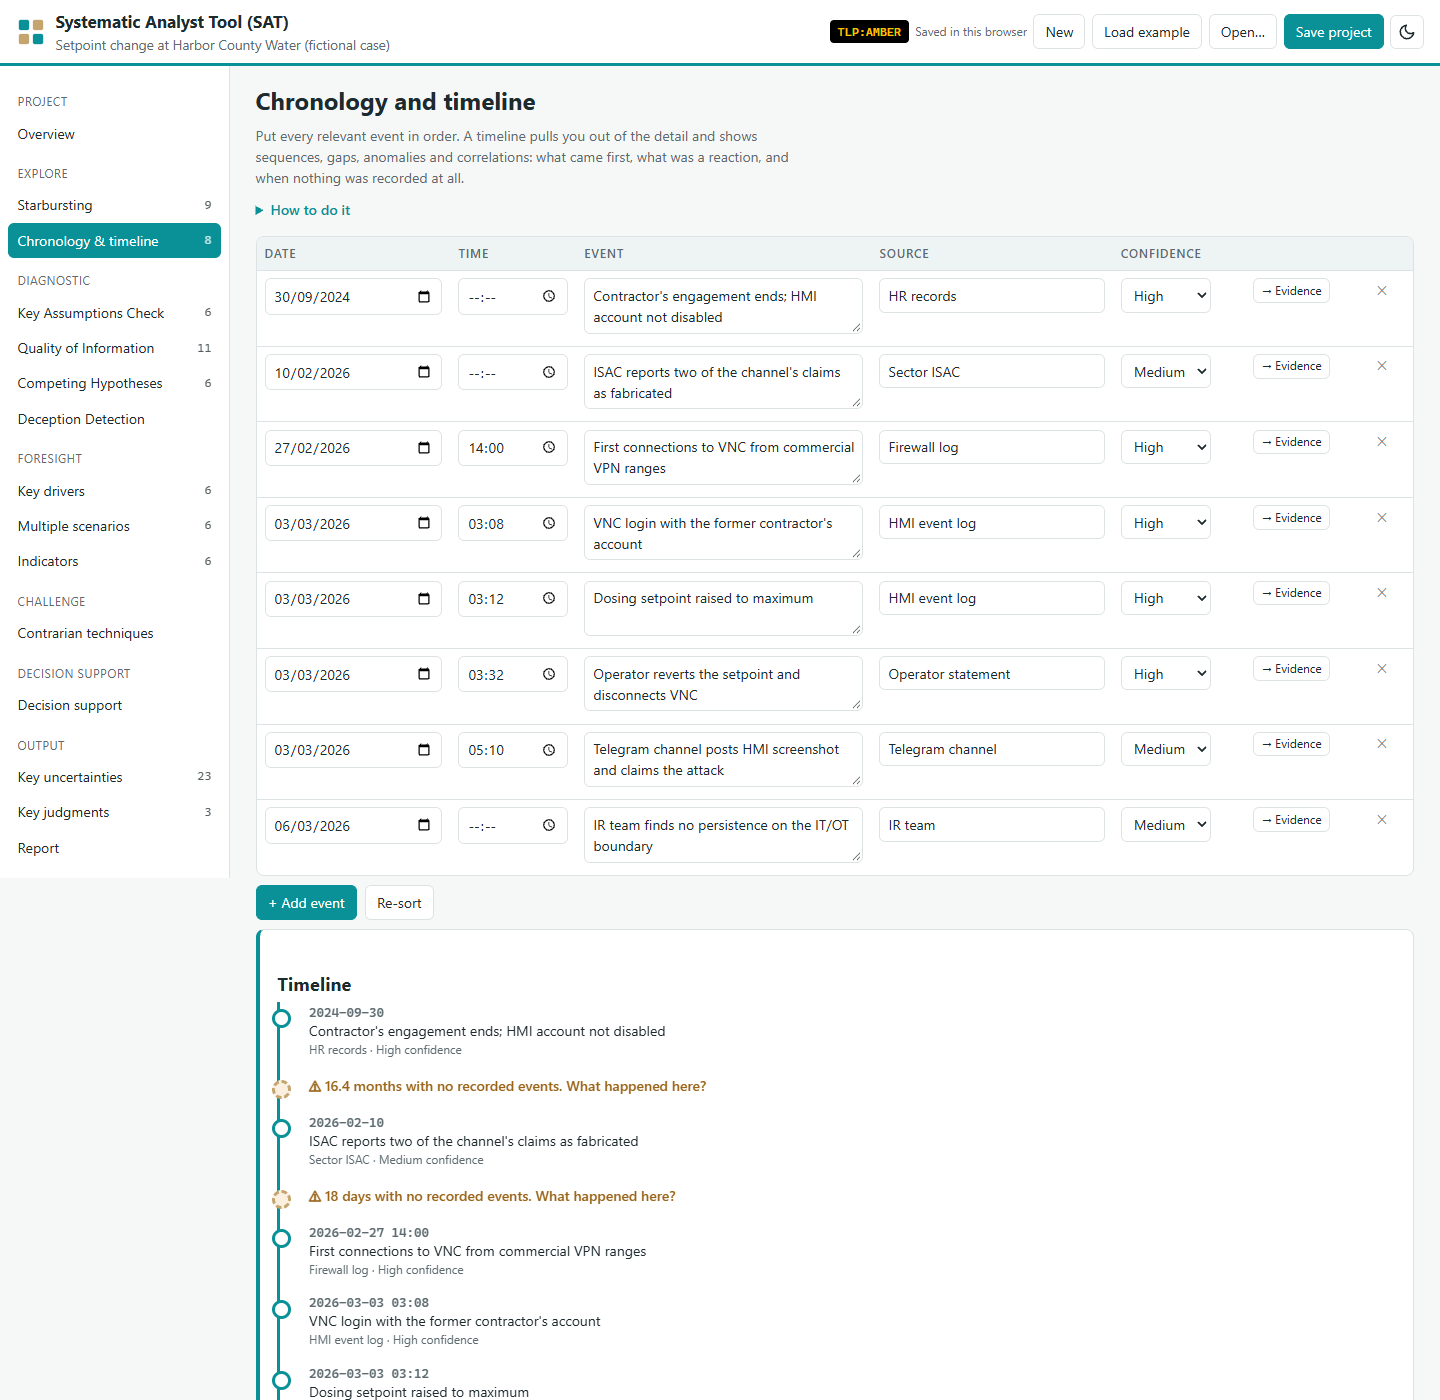 Systematic Analyst Tool (SAT)
Setpoint change at Harbor County Water (fictional case)
TLP:AMBER
Saved in this browser
New
Load example
Open...
Save project
PROJECT
Overview
EXPLORE
Starbursting 9
Chronology & timeline 8
DIAGNOSTIC
Key Assumptions Check 6
Quality of Information 11
Competing Hypotheses 6
Deception Detection
FORESIGHT
Key drivers 6
Multiple scenarios 6
Indicators 6
CHALLENGE
Contrarian techniques
DECISION SUPPORT
Decision support
OUTPUT
Key uncertainties 23
Key judgments 3
Report
Chronology and timeline
Put every relevant event in order. A timeline pulls you out of the detail and shows
sequences, gaps, anomalies and correlations: what came first, what was a reaction, and
when nothing was recorded at all.
▶ How to do it
DATE TIME EVENT SOURCE CONFIDENCE
30/09/2024 --:-- Contractor's engagement ends; HMI HR records High → Evidence ×
account not disabled
10/02/2026 --:-- ISAC reports two of the channel's claims Sector ISAC Medium → Evidence ×
as fabricated
27/02/2026 14:00 First connections to VNC from commercial Firewall log High → Evidence ×
VPN ranges
03/03/2026 03:08 VNC login with the former contractor's HMI event log High → Evidence ×
account
03/03/2026 03:12 Dosing setpoint raised to maximum HMI event log High → Evidence ×
03/03/2026 03:32 Operator reverts the setpoint and Operator statement High → Evidence ×
disconnects VNC
03/03/2026 05:10 Telegram channel posts HMI screenshot Telegram channel Medium → Evidence ×
and claims the attack
06/03/2026 --:-- IR team finds no persistence on the IT/OT IR team Medium → Evidence ×
boundary
+ Add event
Re-sort
Timeline
2024-09-30
Contractor's engagement ends; HMI account not disabled
HR records · High confidence
⚠ 16.4 months with no recorded events. What happened here?
2026-02-10
ISAC reports two of the channel's claims as fabricated
Sector ISAC · Medium confidence
⚠ 18 days with no recorded events. What happened here?
2026-02-27 14:00
First connections to VNC from commercial VPN ranges
Firewall log · High confidence
2026-03-03 03:08
VNC login with the former contractor's account
HMI event log · High confidence
2026-03-03 03:12
Dosing setpoint raised to maximum